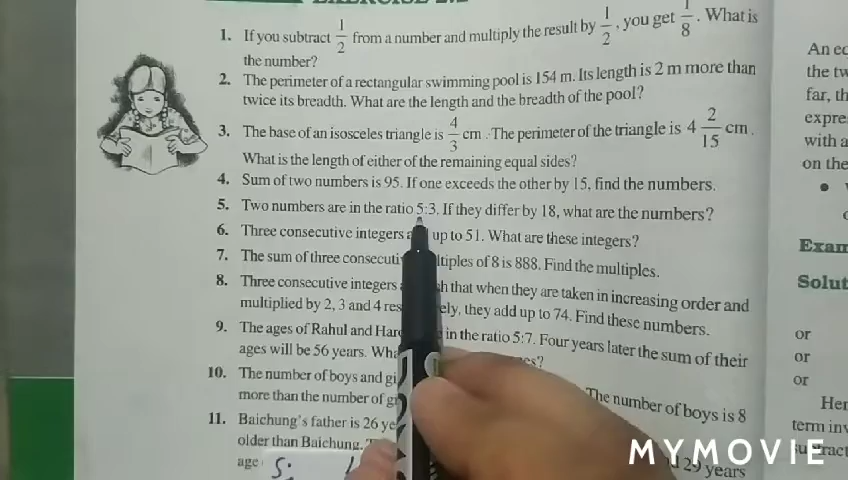 1. If you subtract 1/2 from a number and multiply the result by 1/2, you get 1/8. What is
the number?
2. The perimeter of a rectangular swimming pool is 154 m. Its length is 2 m more than
twice its breadth. What are the length and the breadth of the pool?
3. The base of an isosceles triangle is 4/3 cm. The perimeter of the triangle is 4 2/15 cm.
What is the length of either of the remaining equal sides?
4. Sum of two numbers is 95. If one exceeds the other by 15, find the numbers.
5. Two numbers are in the ratio 5:3. If they differ by 18, what are the numbers?
6. Three consecutive integers up to 51. What are these integers?
7. The sum of three consecuti ltiples of 8 is 888. Find the multiples.
8. Three consecutive integers h that when they are taken in increasing order and
multiplied by 2, 3 and 4 res ely, they add up to 74. Find these numbers.
9. The ages of Rahul and Har in the ratio 5:7. Four years later the sum of their
ages will be 56 years. Wh es?
10. The number of boys and gi The number of boys is 8
more than the number of g
11. Baichung's father is 26 ye
older than Baichung.
age 29 years
An
the tw
far, th
expre
with a
on the
Exam
Solut
or
or
or
Her
term inv
subtract
MYMOVIE